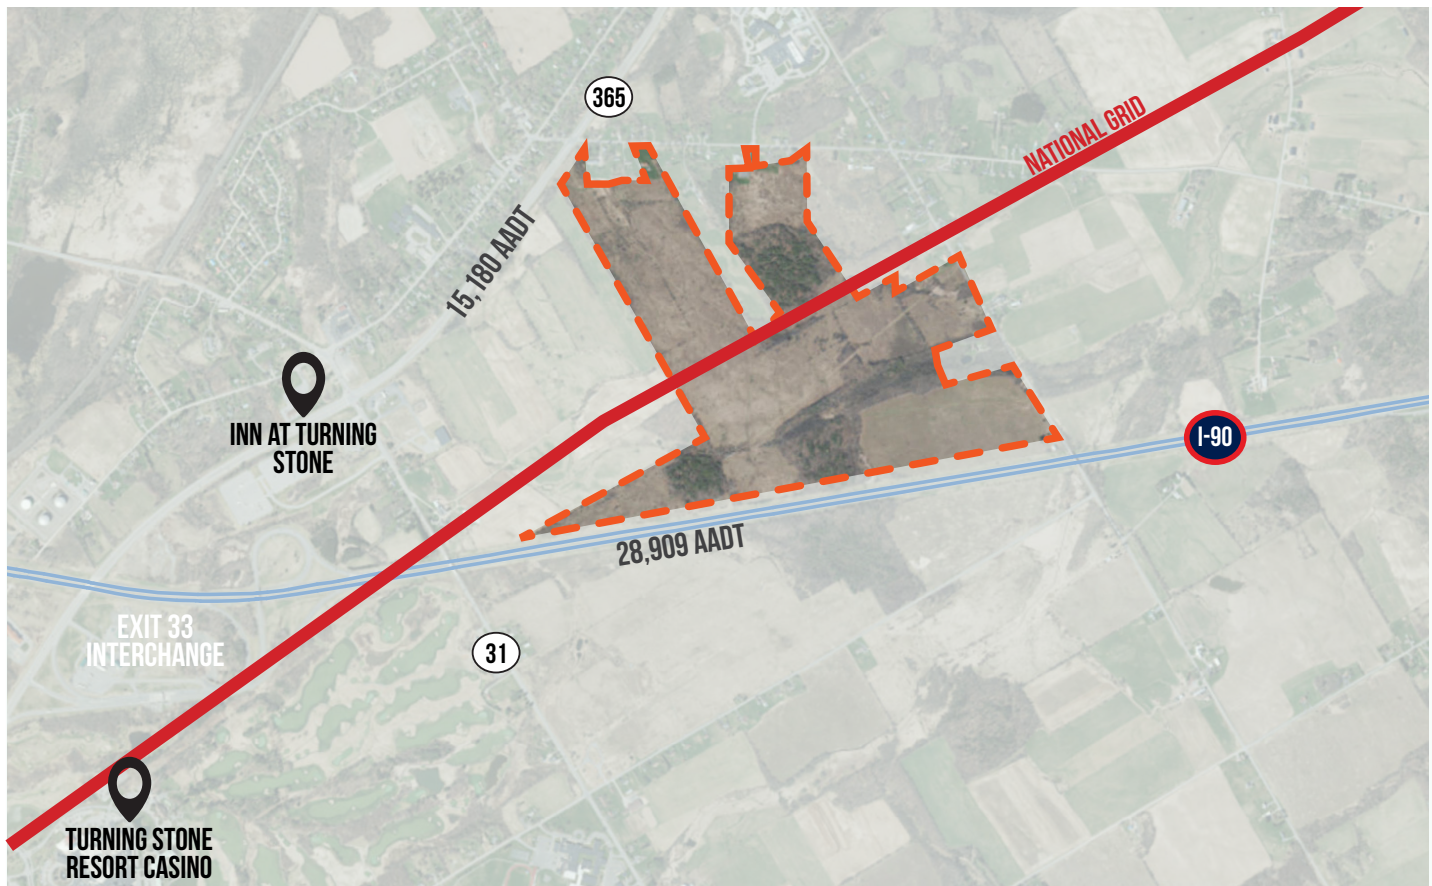 365
NATIONAL GRID
15,180 AADT
INN AT TURNING
STONE
I-90
28,909 AADT
EXIT 33
INTERCHANGE
31
TURNING STONE
RESORT CASINO